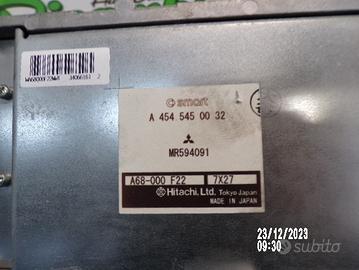 smart
A 454 545 00 32
MR594091
A68-000 F22 7X27
Hitachi, Ltd. Tokyo Japan
MADE IN JAPAN
23/12/2023
09:30
subito